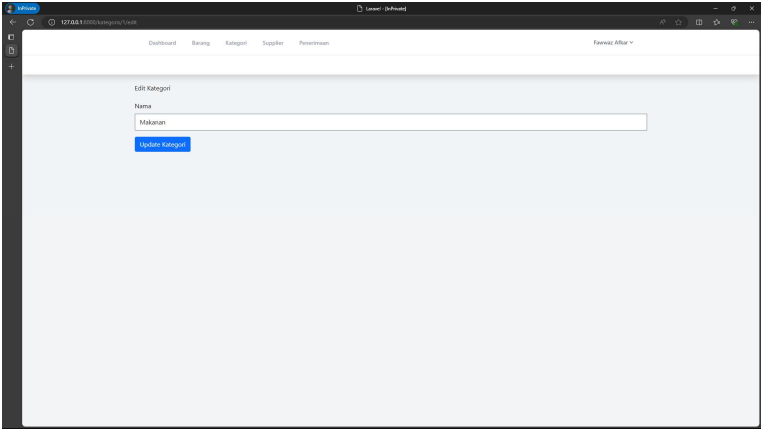 InPrivate
Laravel - [InPrivate]
127.0.0.1:8000/kategoris/1/edit
Dashboard Barang Kategori Supplier Penerimaan
Fawwaz Afkar
Edit Kategori
Nama
Makanan
Update Kategori